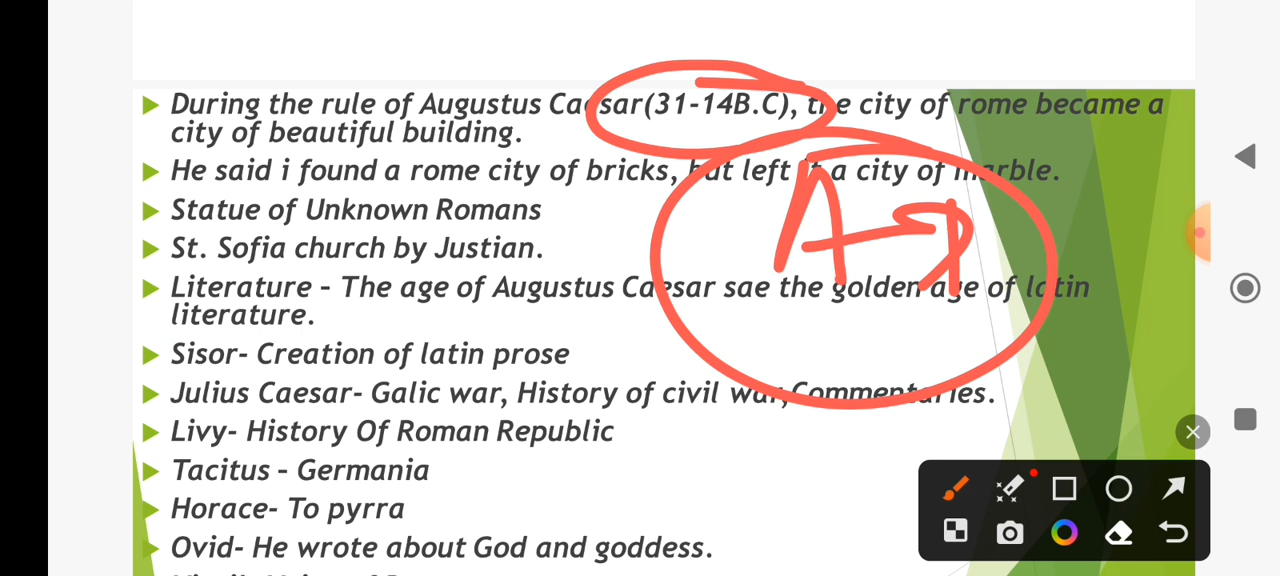 During the rule of Augustus Caesar(31-14B.C), the city of rome became a
city of beautiful building.
He said i found a rome city of bricks, but left it a city of marble.
Statue of Unknown Romans
St. Sofia church by Justian.
Literature – The age of Augustus Caesar sae the golden age of latin
literature.
Sisor- Creation of latin prose
Julius Caesar- Galic war, History of civil war,Commentaries.
Livy- History Of Roman Republic
Tacitus – Germania
Horace- To pyrra
Ovid- He wrote about God and goddess.